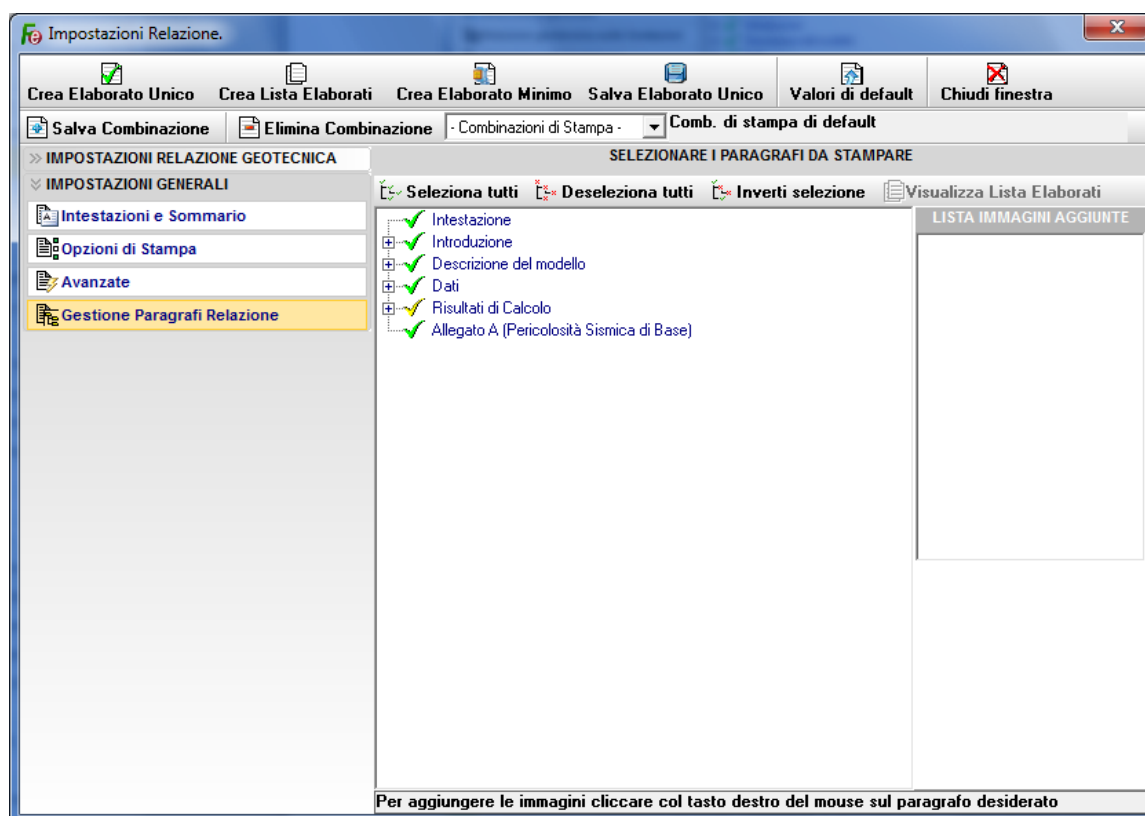 Impostazioni Relazione.
Crea Elaborato Unico Crea Lista Elaborati Crea Elaborato Minimo Salva Elaborato Unico Valori di default Chiudi finestra
Salva Combinazione Elimina Combinazione - Combinazioni di Stampa - Comb. di stampa di default
IMPOSTAZIONI RELAZIONE GEOTECNICA
IMPOSTAZIONI GENERALI
Intestazioni e Sommario
Opzioni di Stampa
Avanzate
Gestione Paragrafi Relazione
SELEZIONARE I PARAGRAFI DA STAMPARE
Seleziona tutti Deseleziona tutti Inverti selezione Visualizza Lista Elaborati
Intestazione
Introduzione
Descrizione del modello
Dati
Risultati di Calcolo
Allegato A (Pericolosità Sismica di Base)
LISTA IMMAGINI AGGIUNTE
Per aggiungere le immagini cliccare col tasto destro del mouse sul paragrafo desiderato